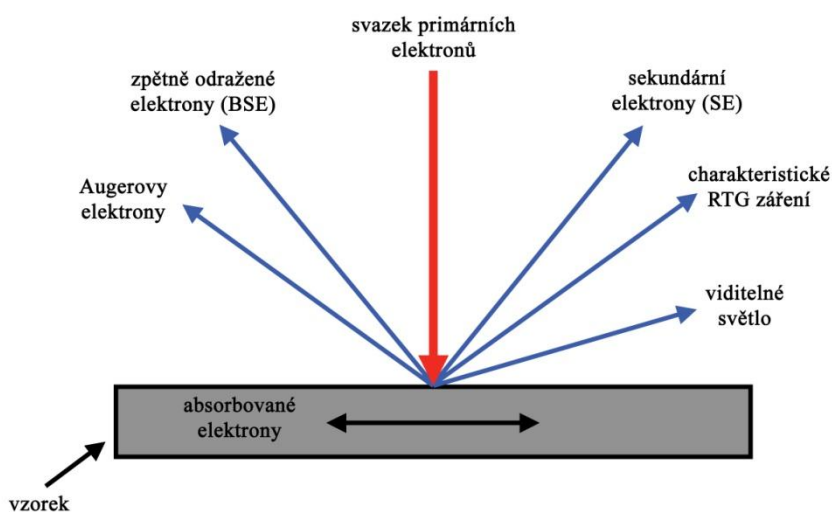 svazek primárních
elektronů
zpětně odražené
elektrony (BSE)
sekundární
elektrony (SE)
Augerovy
elektrony
charakteristické
RTG záření
viditelné
světlo
absorbované
elektrony
vzorek